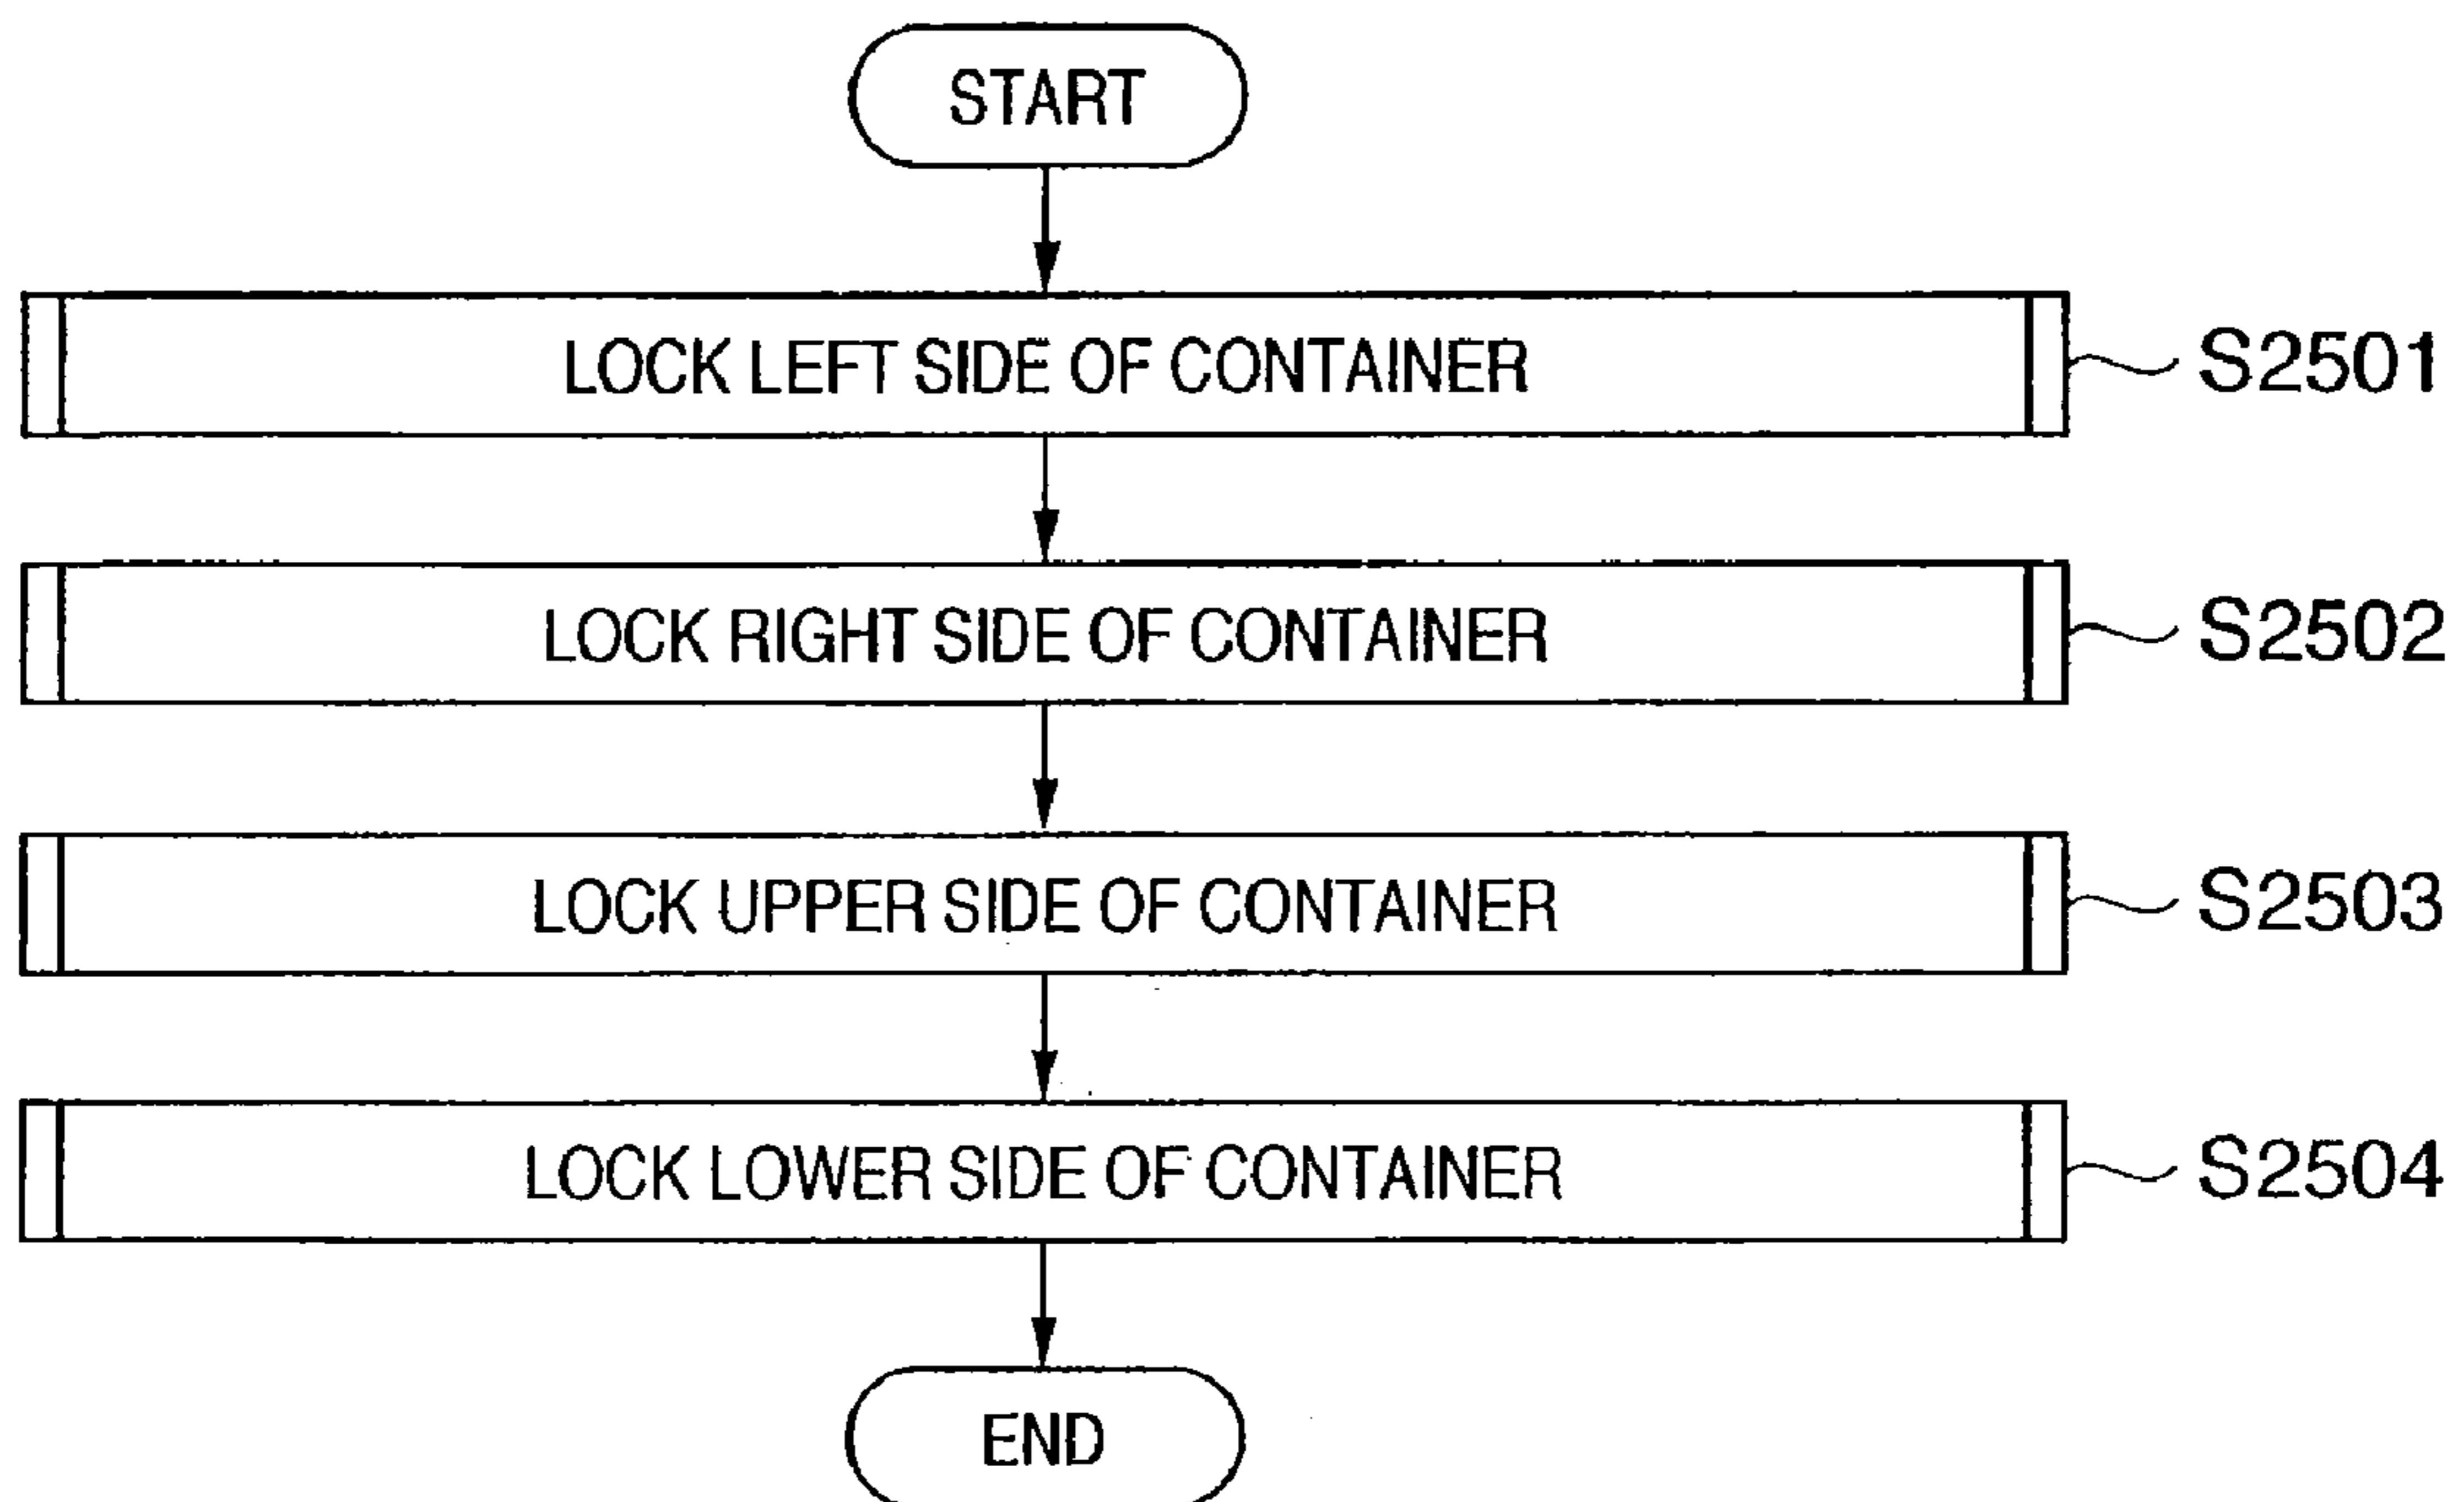 START
LOCK LEFT SIDE OF CONTAINER
S2501
LOCK RIGHT SIDE OF CONTAINER
S2502
LOCK UPPER SIDE OF CONTAINER
S2503
LOCK LOWER SIDE OF CONTAINER
S2504
END